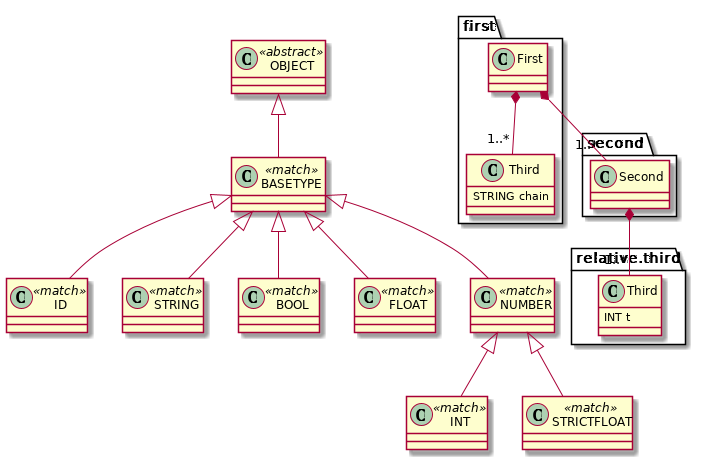 first
C First
C «abstract»
OBJECT
1..*
1..*
second
C Third
STRING chain
C «match»
BASETYPE
C Second
relative.third
C Third
INT t
C «match»
ID
C «match»
STRING
C «match»
BOOL
C «match»
FLOAT
C «match»
NUMBER
C «match»
INT
C «match»
STRICTFLOAT